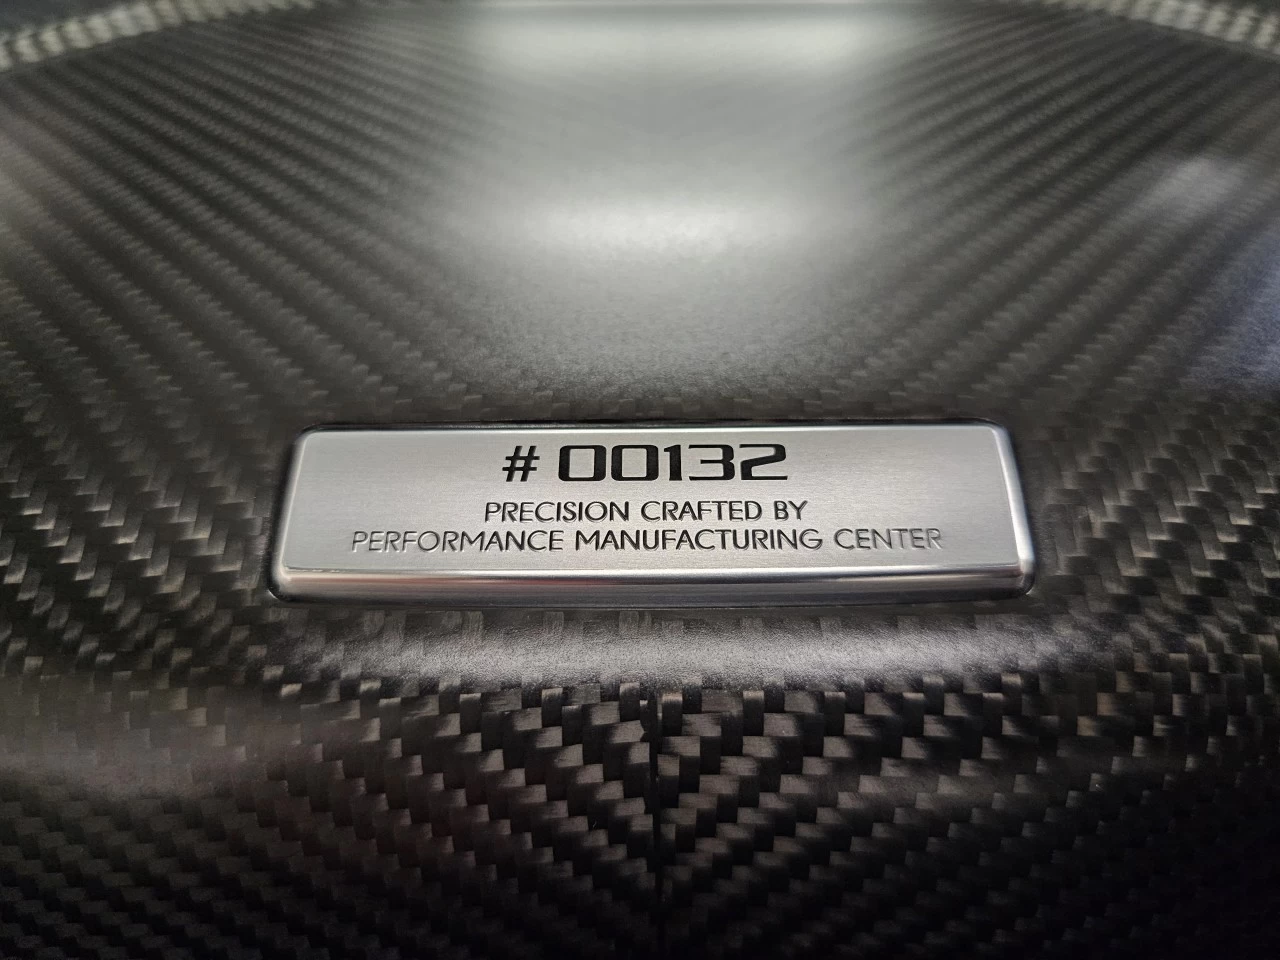 # 00132
PRECISION CRAFTED BY
PERFORMANCE MANUFACTURING CENTER